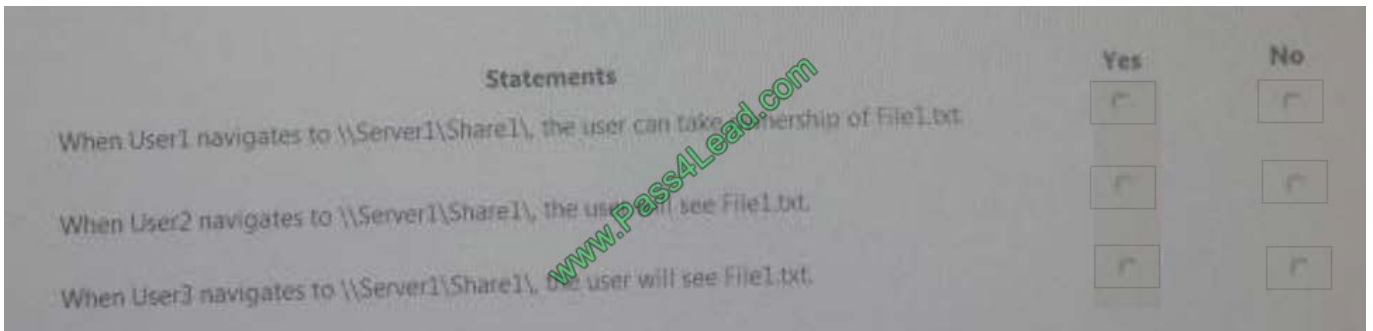 Statements Yes No
When User1 navigates to \\Server1\Share1\, the user can take ownership of File1.txt.
When User2 navigates to \\Server1\Share1\, the user will see File1.txt.
When User3 navigates to \\Server1\Share1\, the user will see File1.txt.
www.Pass4Lead.com